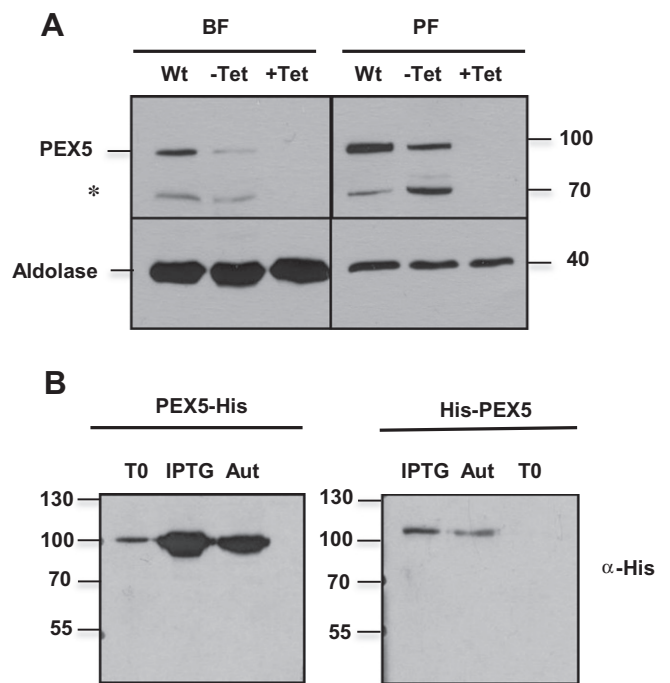 A
BF PF
Wt -Tet +Tet Wt -Tet +Tet
PEX5 100
* 70
Aldolase 40
B
PEX5-His His-PEX5
T0 IPTG Aut IPTG Aut T0
130 130
100 100
70 70
55 55
α-His